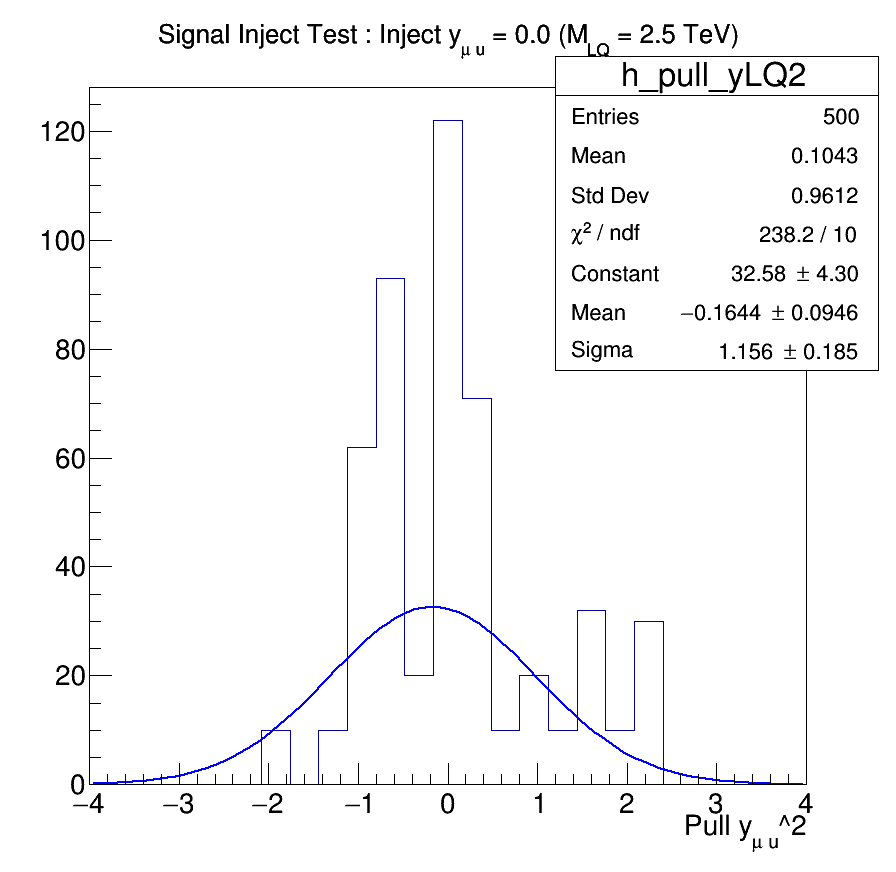 Signal Inject Test : Inject y_μu = 0.0 (M_LQ = 2.5 TeV)
h_pull_yLQ2
Entries 500
Mean 0.1043
Std Dev 0.9612
χ² / ndf 238.2 / 10
Constant 32.58 ± 4.30
Mean −0.1644 ± 0.0946
Sigma 1.156 ± 0.185
120
100
80
60
40
20
0
−4 −3 −2 −1 0 1 2 3 4
Pull y_μu^2